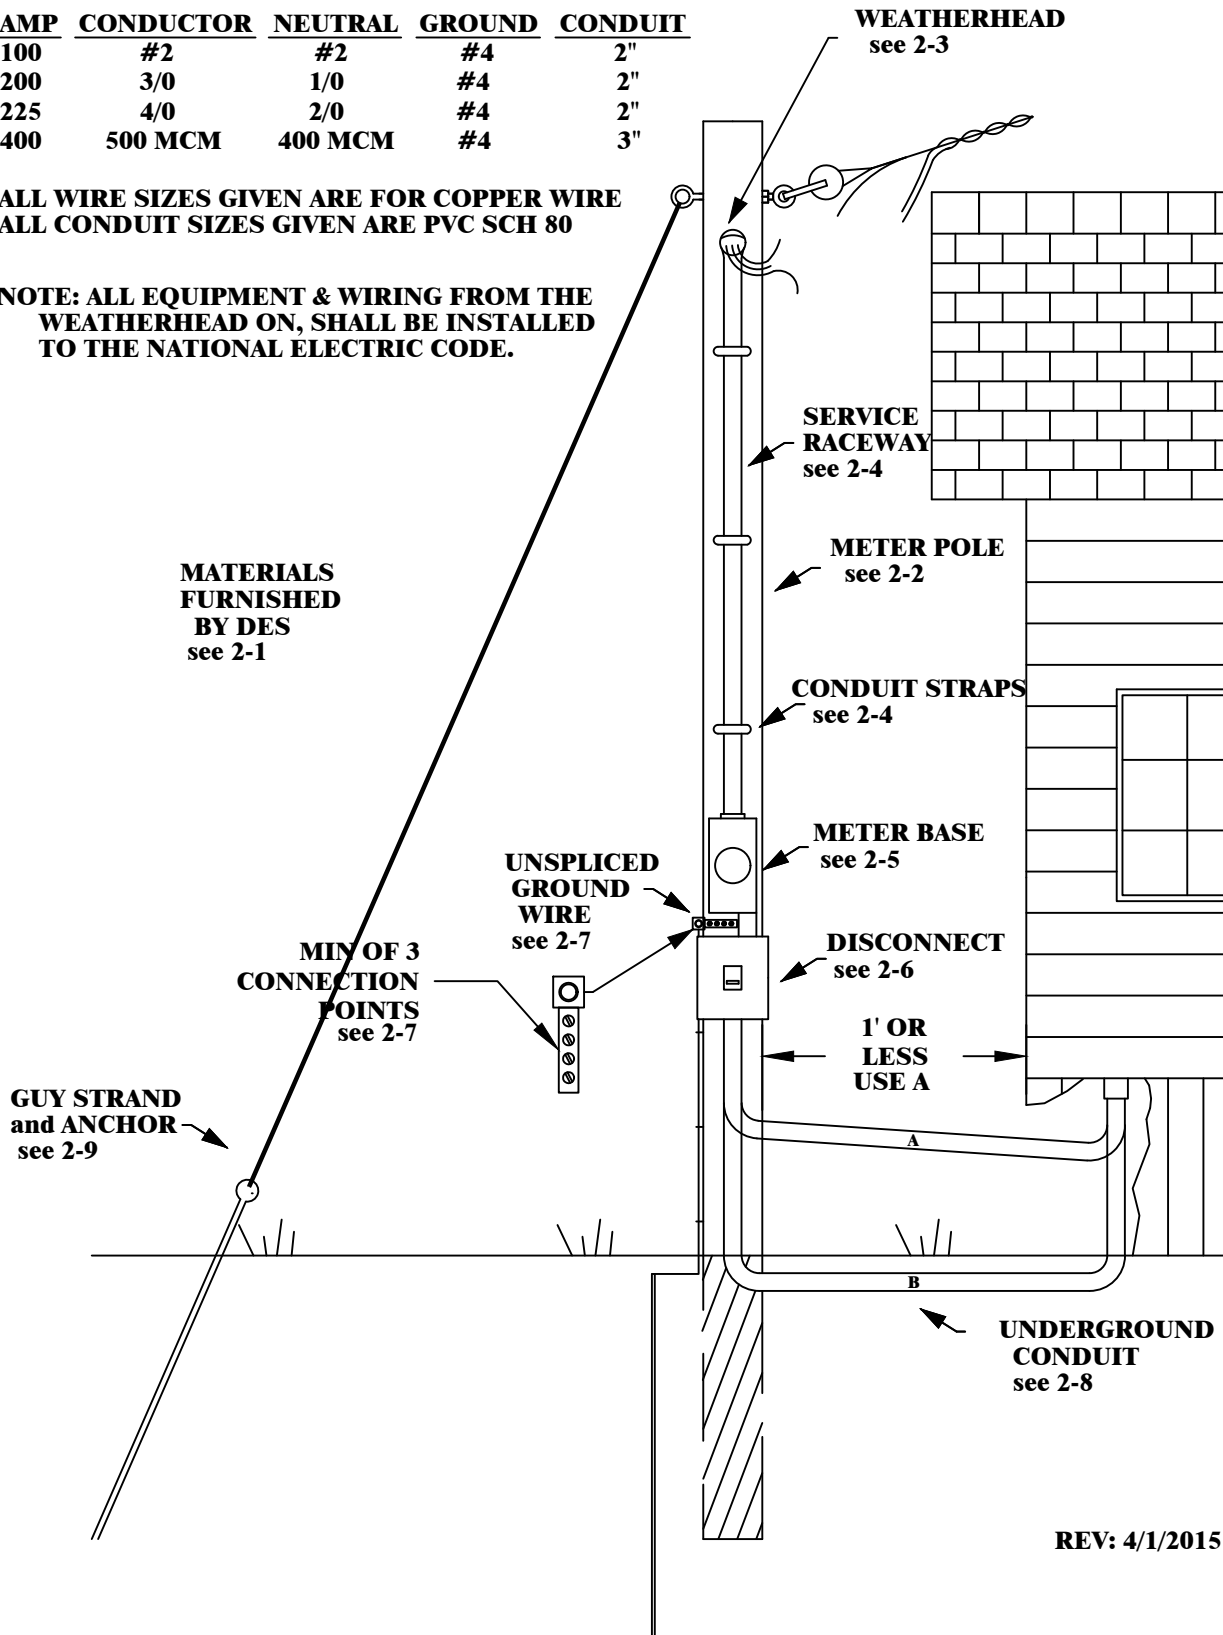 AMP CONDUCTOR NEUTRAL GROUND CONDUIT
100 #2 #2 #4 2"
200 3/0 1/0 #4 2"
225 4/0 2/0 #4 2"
400 500 MCM 400 MCM #4 3"
ALL WIRE SIZES GIVEN ARE FOR COPPER WIRE
ALL CONDUIT SIZES GIVEN ARE PVC SCH 80
NOTE: ALL EQUIPMENT & WIRING FROM THE
WEATHERHEAD ON, SHALL BE INSTALLED
TO THE NATIONAL ELECTRIC CODE.
WEATHERHEAD
see 2-3
SERVICE
RACEWAY
see 2-4
METER POLE
see 2-2
MATERIALS
FURNISHED
BY DES
see 2-1
CONDUIT STRAPS
see 2-4
METER BASE
see 2-5
UNSPLICED
GROUND
WIRE
see 2-7
DISCONNECT
see 2-6
MIN OF 3
CONNECTION
POINTS
see 2-7
1' OR
LESS
USE A
GUY STRAND
and ANCHOR
see 2-9
A
B
UNDERGROUND
CONDUIT
see 2-8
REV: 4/1/2015